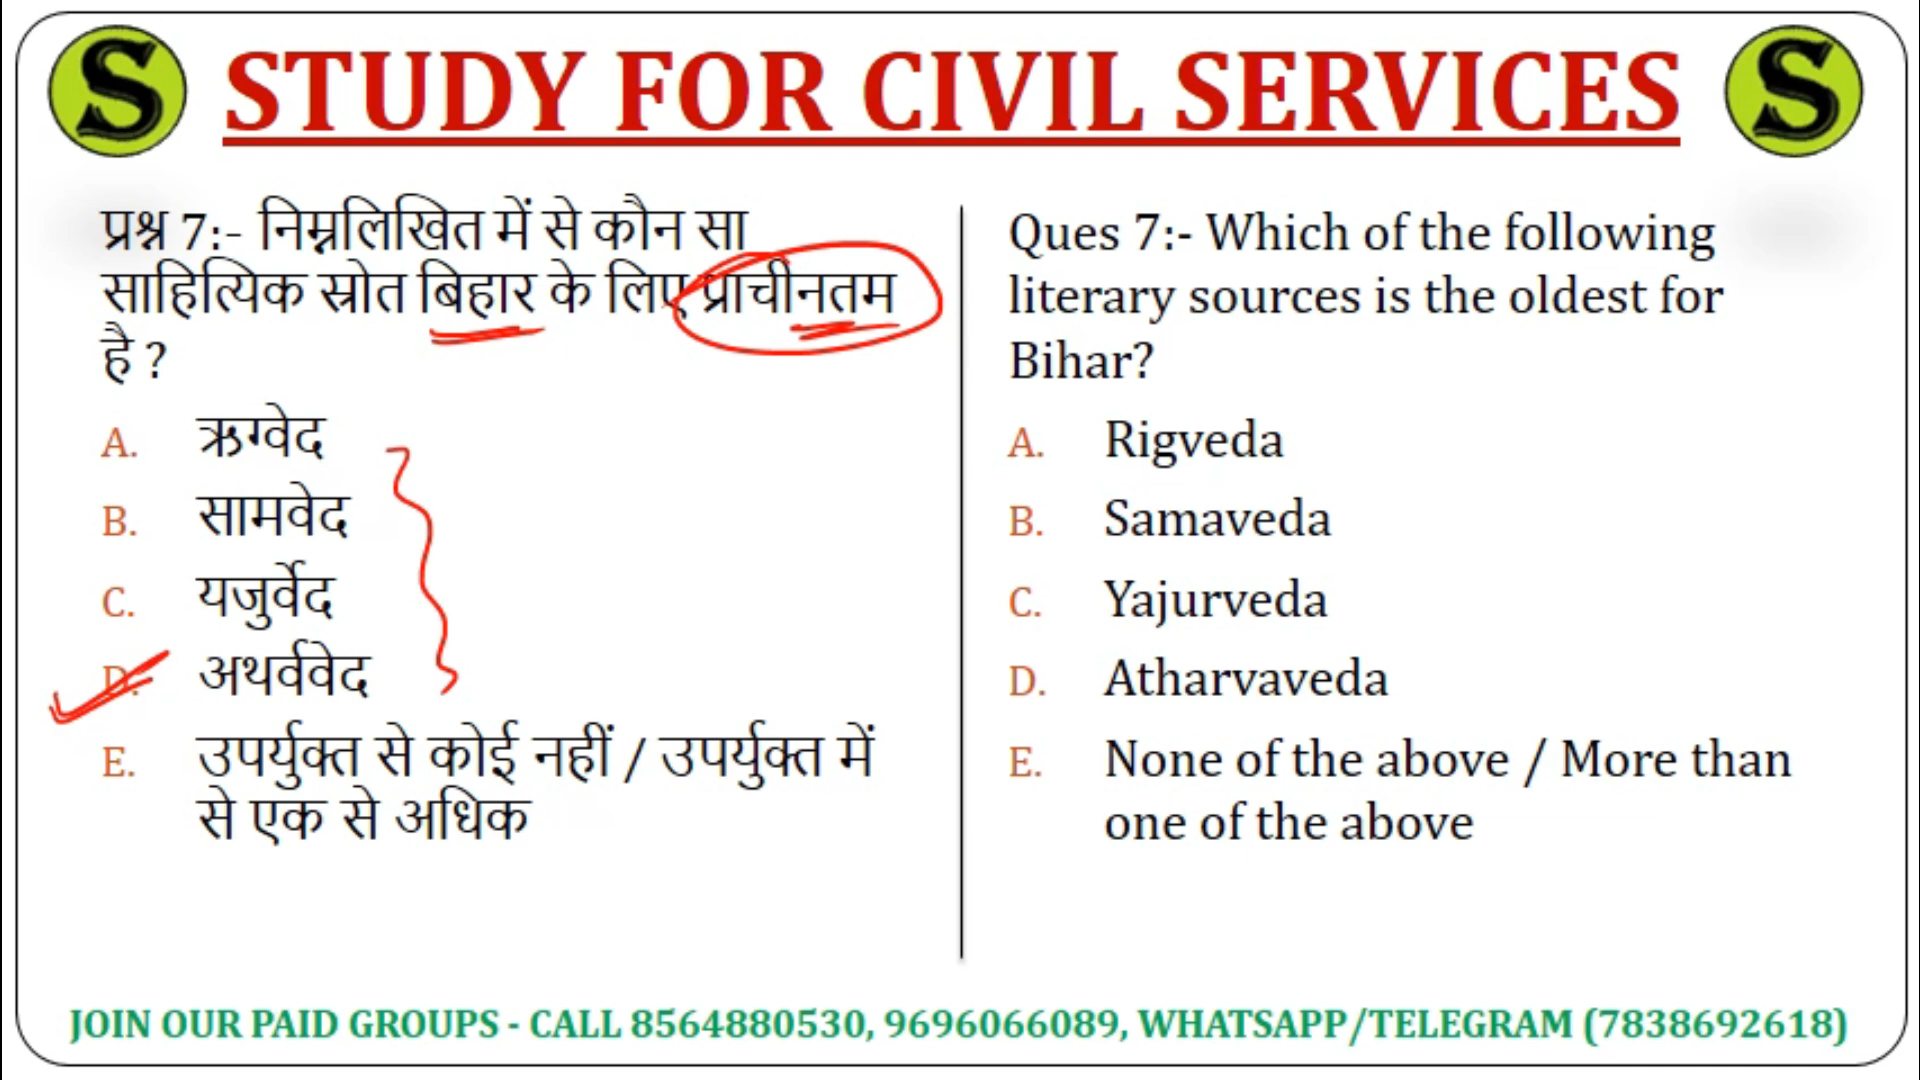 S STUDY FOR CIVIL SERVICES S
प्रश्न 7:- निम्नलिखित में से कौन सा
साहित्यिक स्रोत बिहार के लिए प्राचीनतम
है ?
A. ऋग्वेद
B. सामवेद
C. यजुर्वेद
D. अथर्ववेद
E. उपर्युक्त से कोई नहीं / उपर्युक्त में
से एक से अधिक
Ques 7:- Which of the following
literary sources is the oldest for
Bihar?
A. Rigveda
B. Samaveda
C. Yajurveda
D. Atharvaveda
E. None of the above / More than
one of the above
JOIN OUR PAID GROUPS - CALL 8564880530, 9696066089, WHATSAPP/TELEGRAM (7838692618)